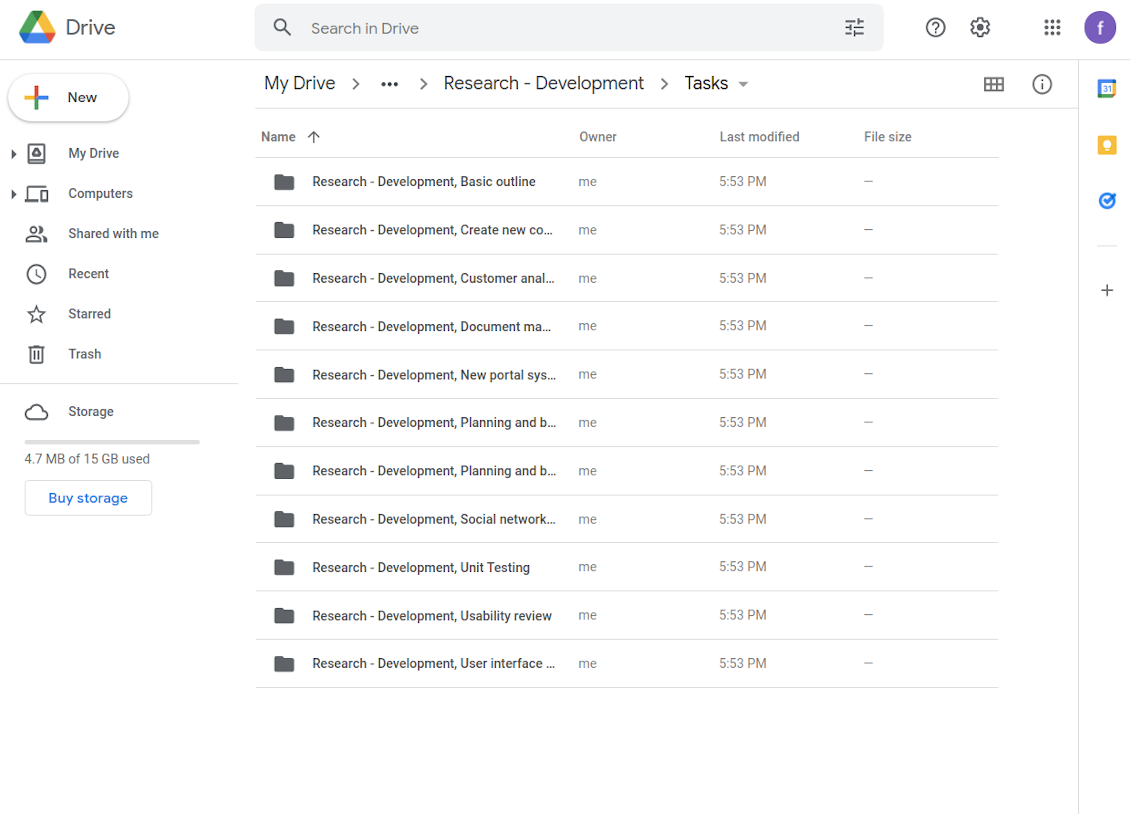 Drive
Search in Drive
f
New
My Drive
Computers
Shared with me
Recent
Starred
Trash
Storage
4.7 MB of 15 GB used
Buy storage
My Drive > ••• > Research - Development > Tasks
Name Owner Last modified File size
Research - Development, Basic outline me 5:53 PM —
Research - Development, Create new co... me 5:53 PM —
Research - Development, Customer anal... me 5:53 PM —
Research - Development, Document ma... me 5:53 PM —
Research - Development, New portal sys... me 5:53 PM —
Research - Development, Planning and b... me 5:53 PM —
Research - Development, Planning and b... me 5:53 PM —
Research - Development, Social network... me 5:53 PM —
Research - Development, Unit Testing me 5:53 PM —
Research - Development, Usability review me 5:53 PM —
Research - Development, User interface ... me 5:53 PM —
31